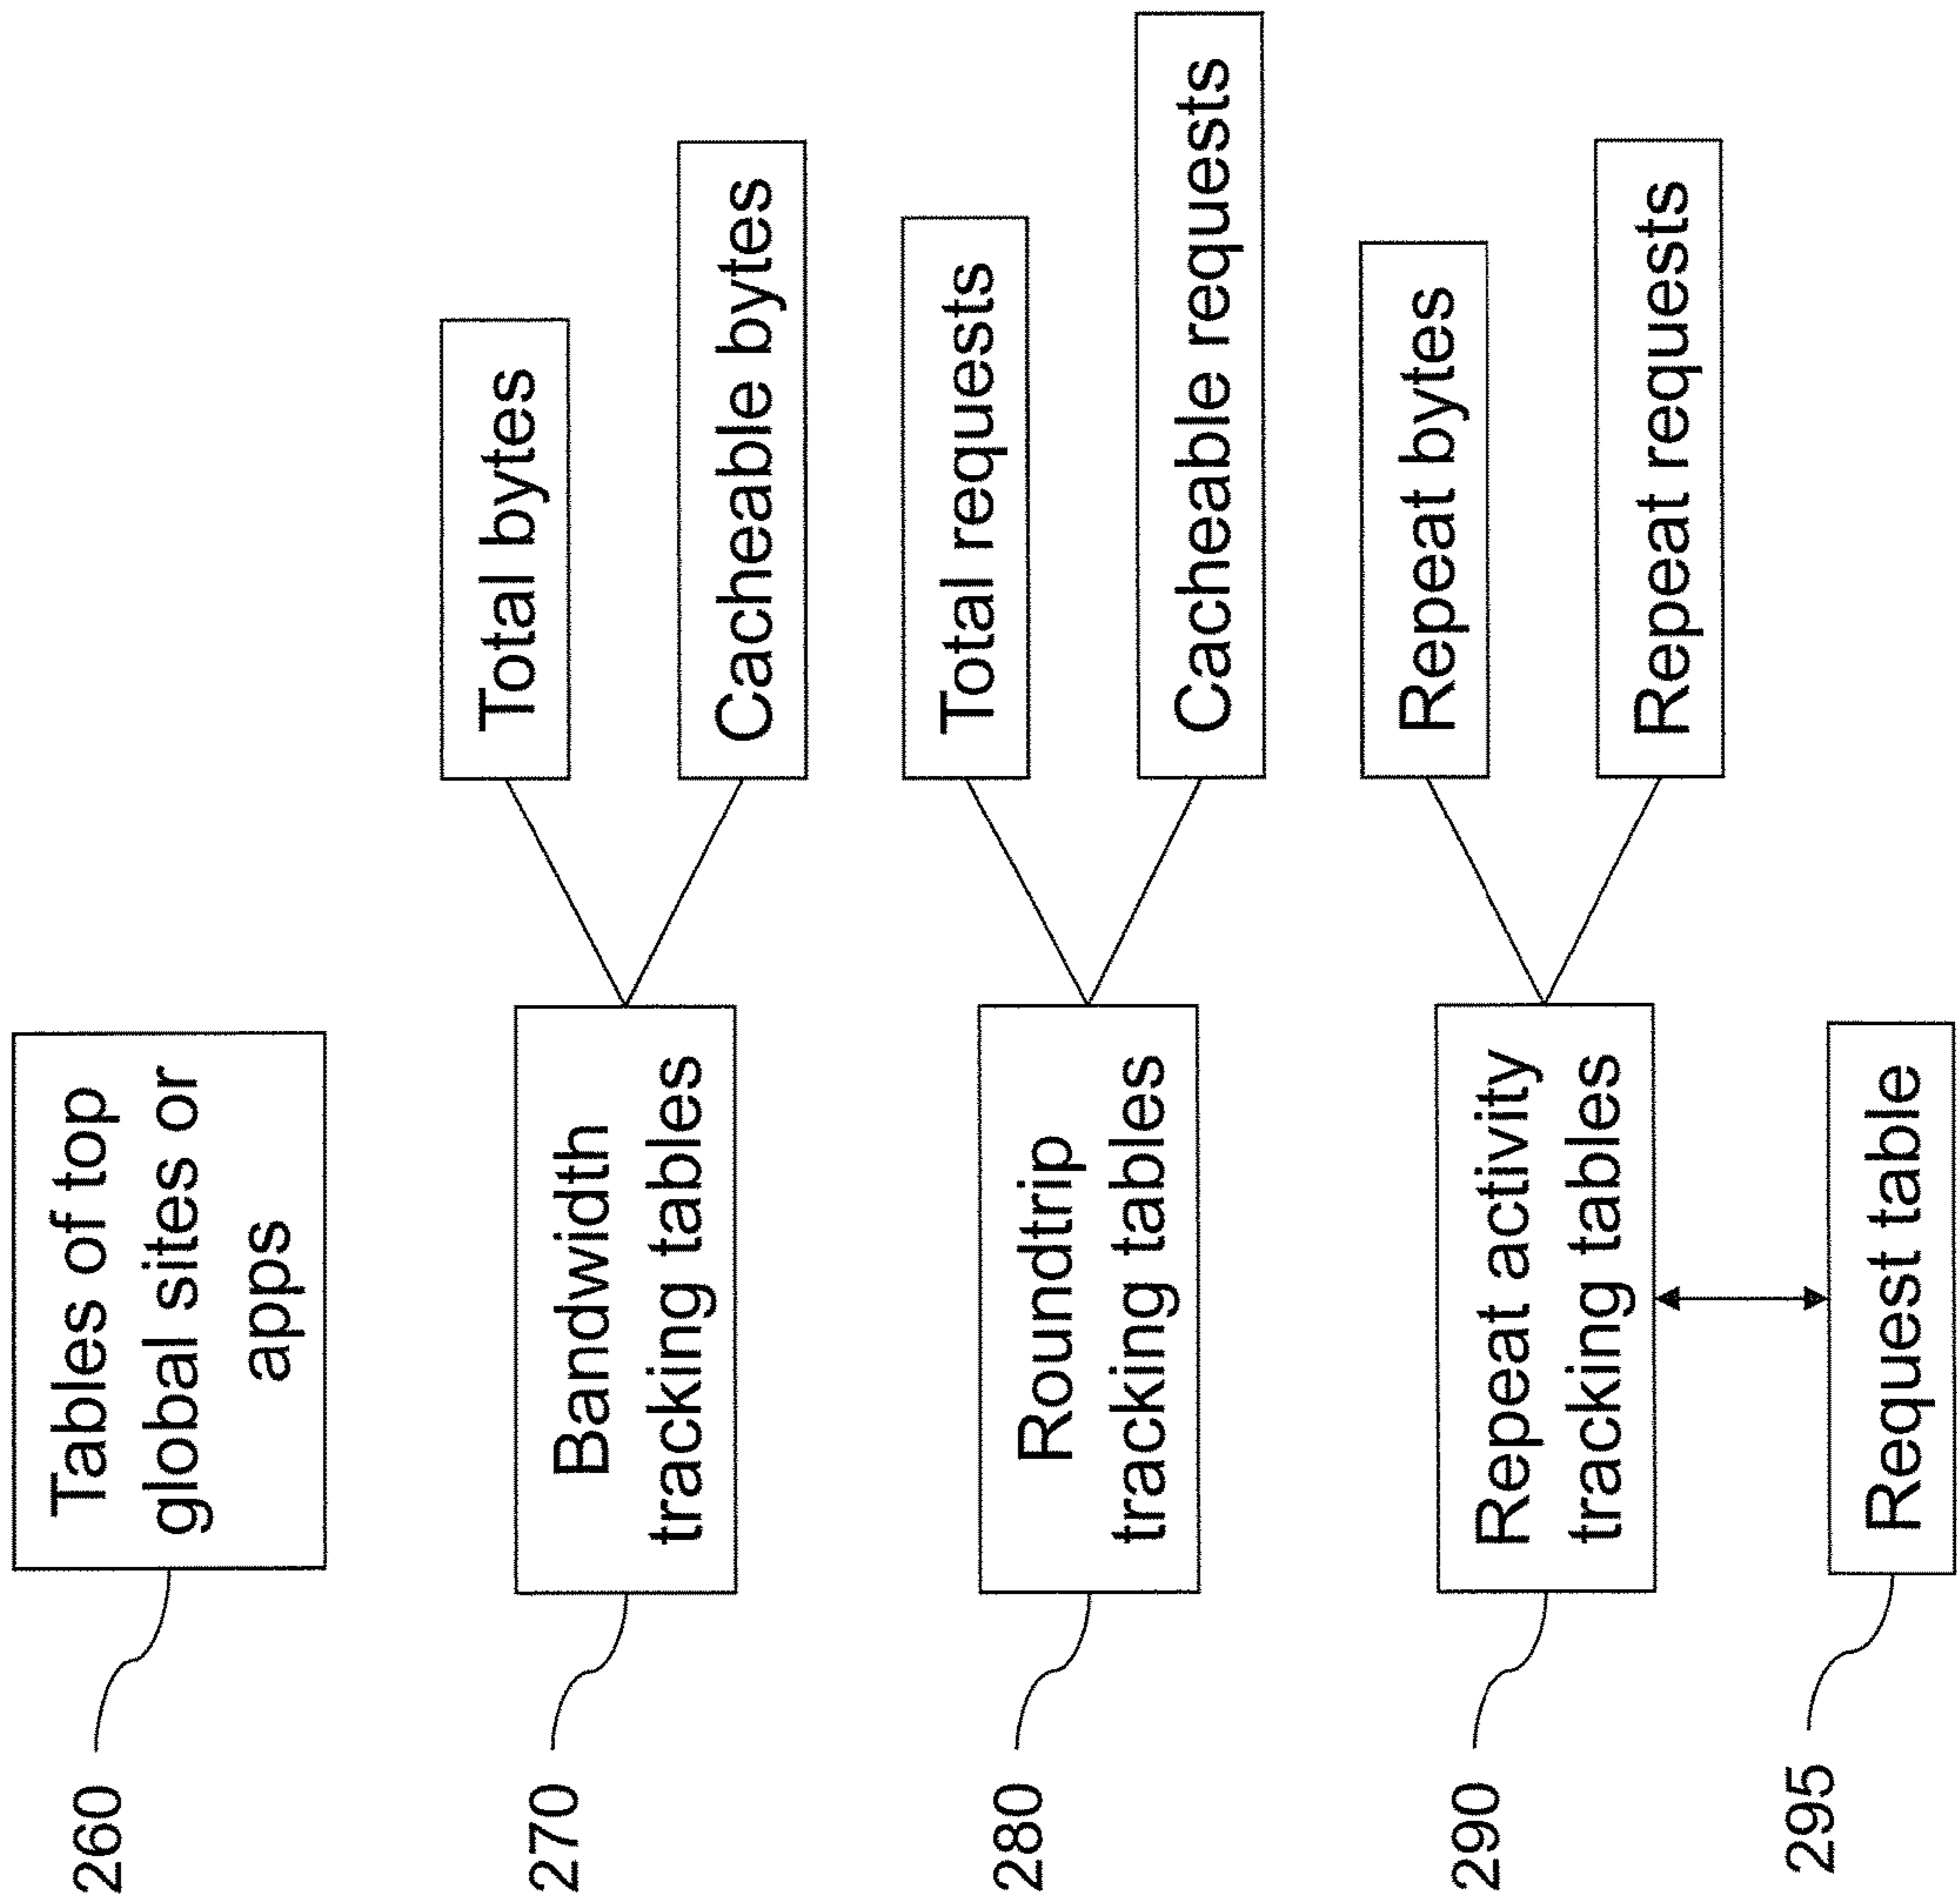 260
Tables of top
global sites or
apps
270
Bandwidth
tracking tables
Total bytes
Cacheable bytes
280
Roundtrip
tracking tables
Total requests
Cacheable requests
290
Repeat activity
tracking tables
Repeat bytes
Repeat requests
295
Request table